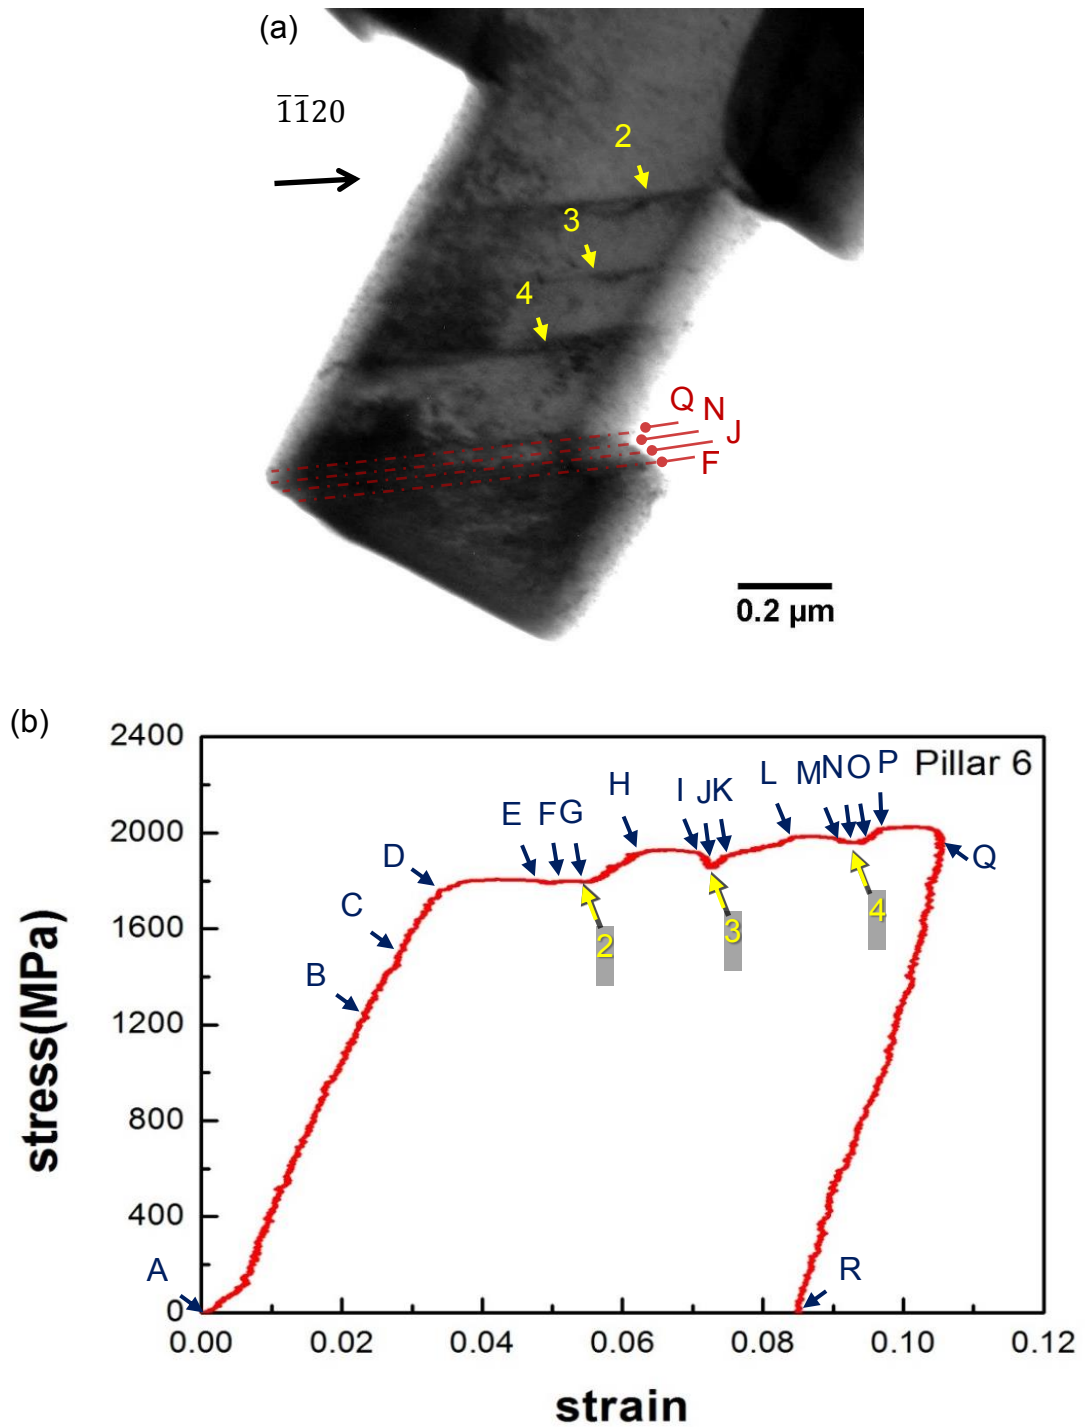 (a)
1̅1̅20
2
3
4
Q
N
J
F
0.2 µm
(b)
2400
2000
1600
1200
800
400
0
stress(MPa)
Pillar 6
A
B
C
D
E
F
G
H
I
J
K
L
M
N
O
P
Q
R
2
3
4
0.00
0.02
0.04
0.06
0.08
0.10
0.12
strain